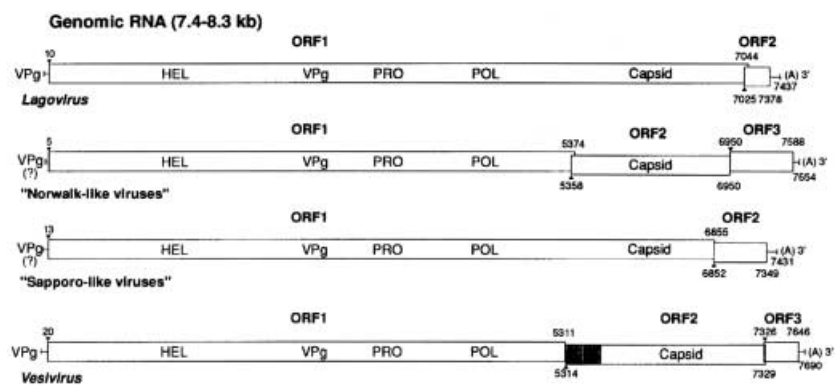 Genomic RNA (7.4-8.3 kb)
ORF1 ORF2
10 7044
VPg HEL VPg PRO POL Capsid (A) 3'
7437
Lagovirus 7025 7378
ORF1 ORF2 ORF3
5 5374 6950 7588
VPg HEL VPg PRO POL Capsid (A) 3'
(?) 5358 6950 7654
"Norwalk-like viruses"
ORF1 ORF2
13 6855
VPg HEL VPg PRO POL Capsid (A) 3'
(?) 7431
6852 7349
"Sapporo-like viruses"
ORF1 ORF2 ORF3
20 5311 7326 7646
VPg HEL VPg PRO POL Capsid (A) 3'
7690
Vesivirus 5314 7329